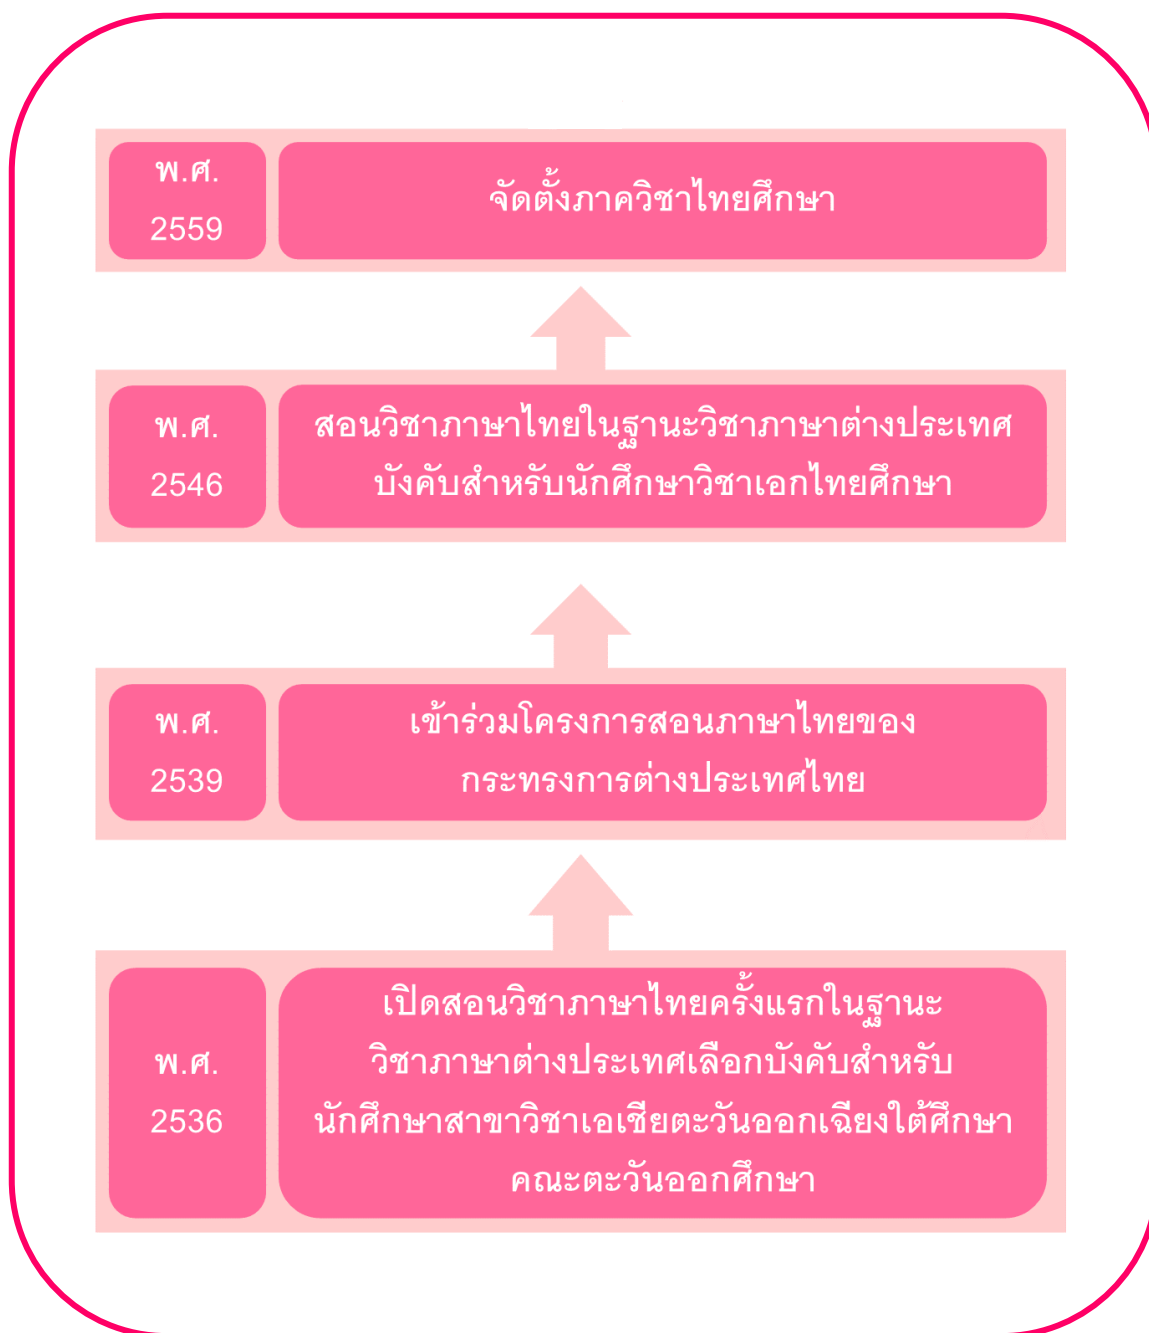 พ.ศ.
2559
จัดตั้งภาควิชาไทยศึกษา
พ.ศ.
2546
สอนวิชาภาษาไทยในฐานะวิชาภาษาต่างประเทศ
บังคับสำหรับนักศึกษาวิชาเอกไทยศึกษา
พ.ศ.
2539
เข้าร่วมโครงการสอนภาษาไทยของ
กระทรงการต่างประเทศไทย
พ.ศ.
2536
เปิดสอนวิชาภาษาไทยครั้งแรกในฐานะ
วิชาภาษาต่างประเทศเลือกบังคับสำหรับ
นักศึกษาสาขาวิชาเอเชียตะวันออกเฉียงใต้ศึกษา
คณะตะวันออกศึกษา